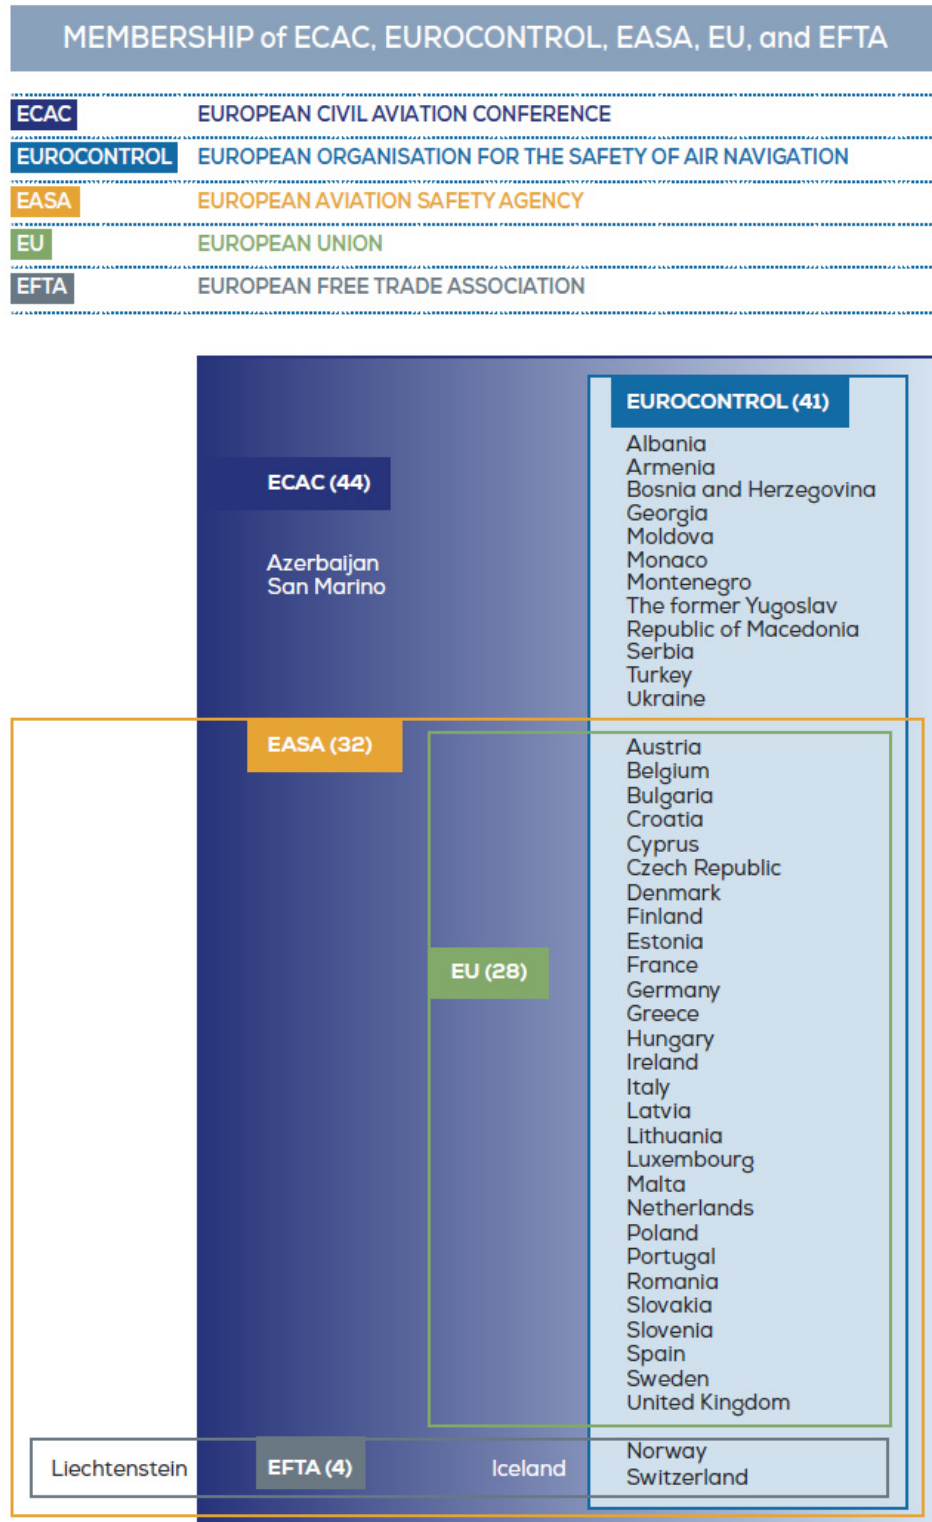 MEMBERSHIP of ECAC, EUROCONTROL, EASA, EU, and EFTA
ECAC EUROPEAN CIVIL AVIATION CONFERENCE
EUROCONTROL EUROPEAN ORGANISATION FOR THE SAFETY OF AIR NAVIGATION
EASA EUROPEAN AVIATION SAFETY AGENCY
EU EUROPEAN UNION
EFTA EUROPEAN FREE TRADE ASSOCIATION
ECAC (44)
Azerbaijan
San Marino
EUROCONTROL (41)
Albania
Armenia
Bosnia and Herzegovina
Georgia
Moldova
Monaco
Montenegro
The former Yugoslav
Republic of Macedonia
Serbia
Turkey
Ukraine
EASA (32)
EU (28)
Austria
Belgium
Bulgaria
Croatia
Cyprus
Czech Republic
Denmark
Finland
Estonia
France
Germany
Greece
Hungary
Ireland
Italy
Latvia
Lithuania
Luxembourg
Malta
Netherlands
Poland
Portugal
Romania
Slovakia
Slovenia
Spain
Sweden
United Kingdom
Liechtenstein
EFTA (4)
Iceland
Norway
Switzerland